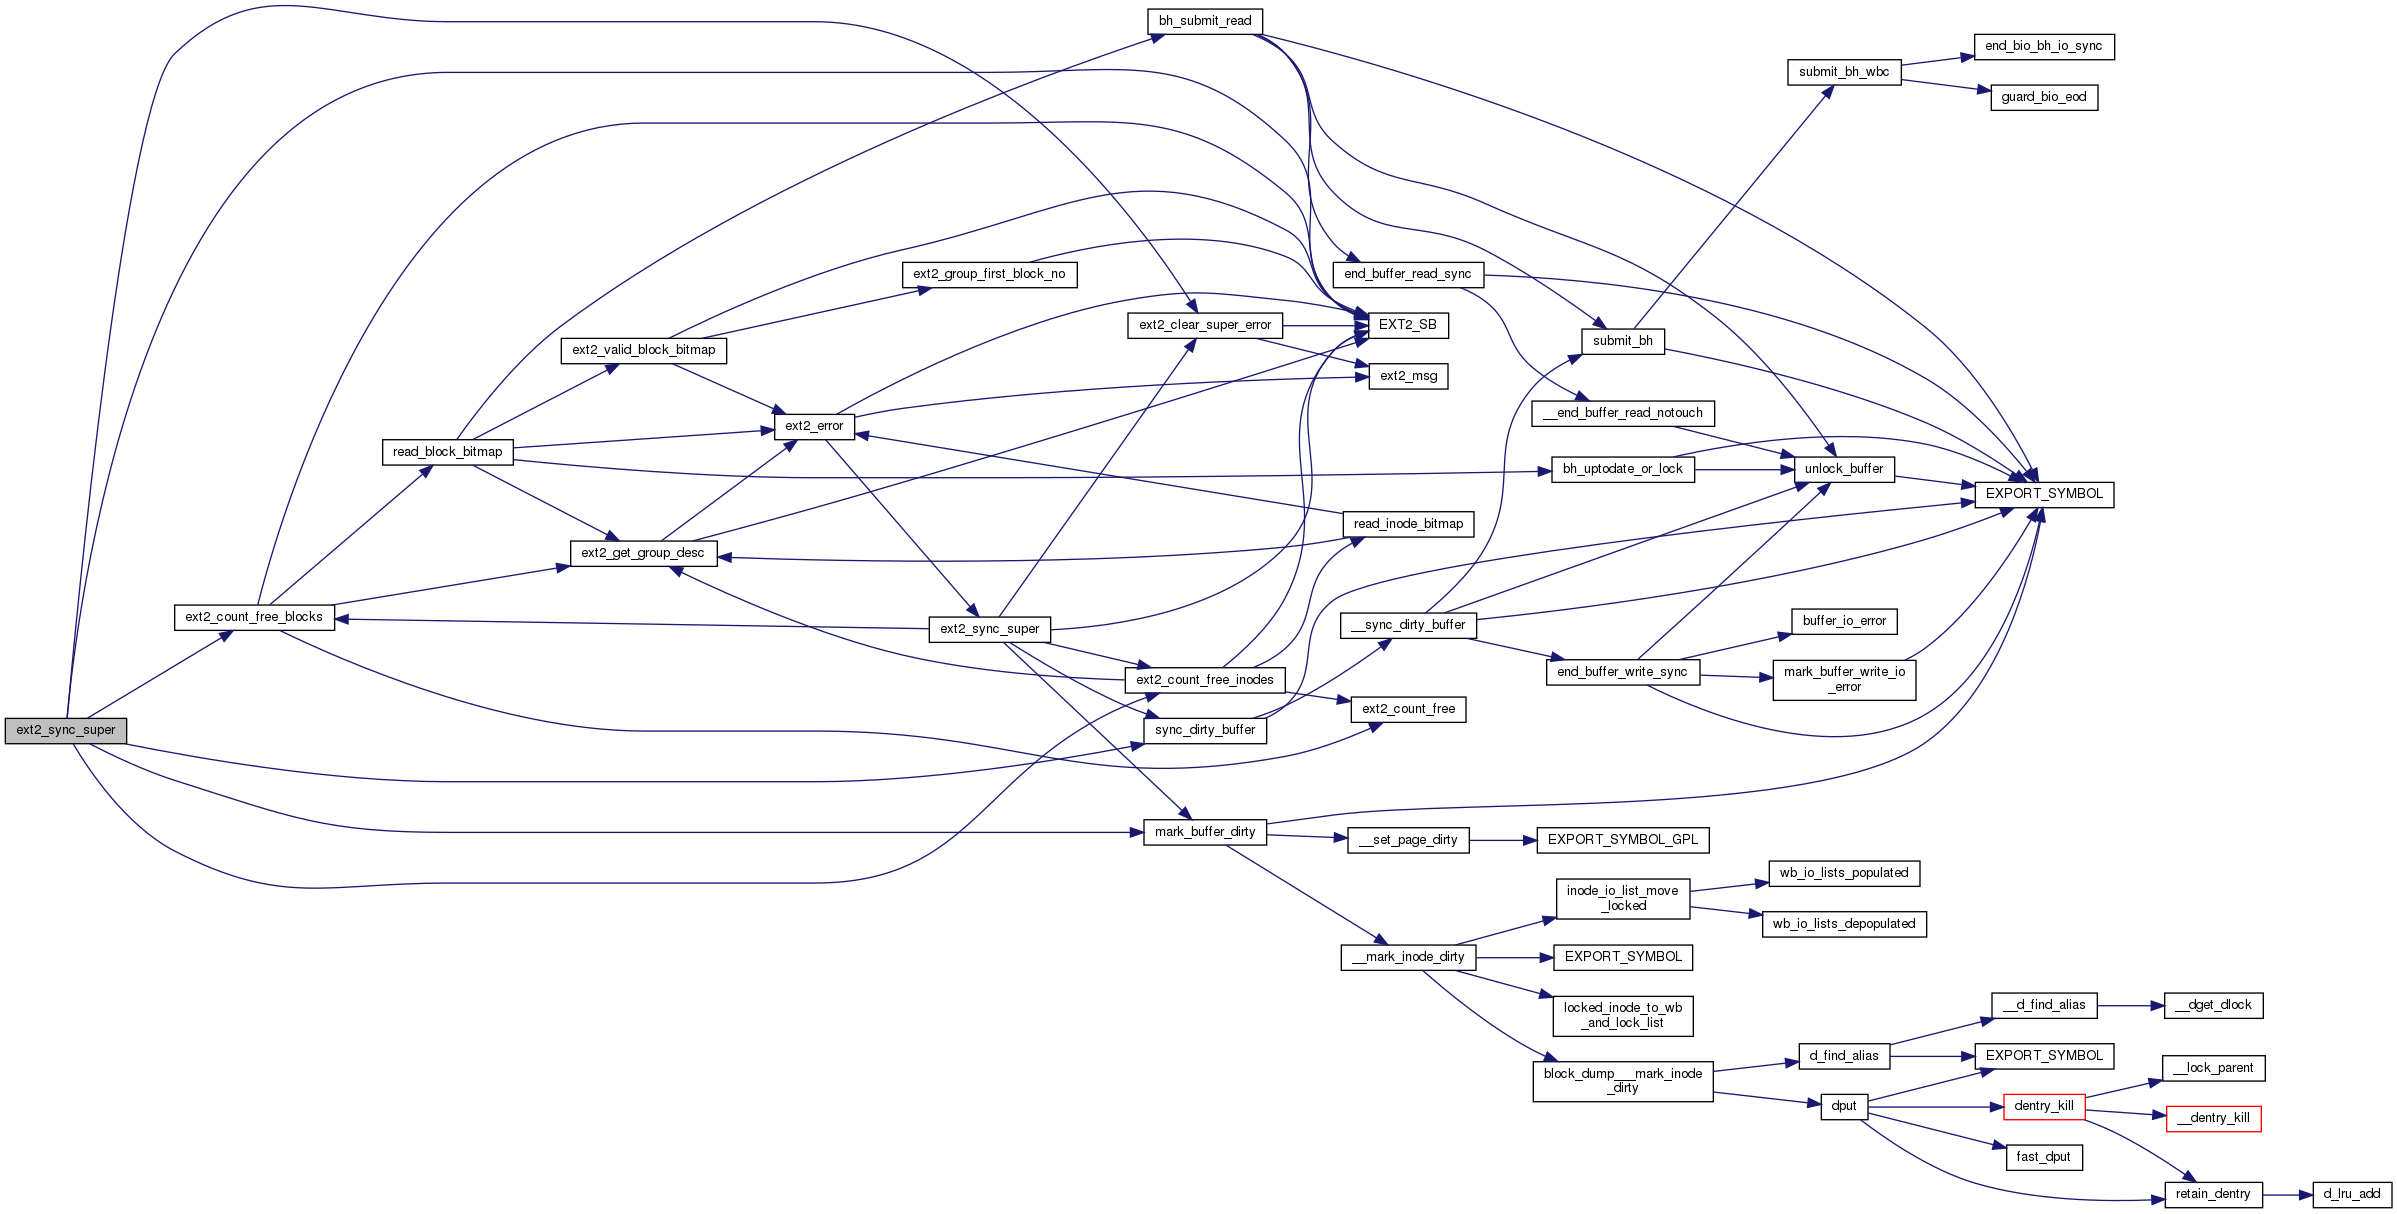 bh_submit_read
end_bio_bh_io_sync
submit_bh_wbc
guard_bio_eod
ext2_group_first_block_no
end_buffer_read_sync
ext2_clear_super_error
EXT2_SB
submit_bh
ext2_valid_block_bitmap
ext2_msg
__end_buffer_read_notouch
ext2_error
read_block_bitmap
bh_uptodate_or_lock
unlock_buffer
EXPORT_SYMBOL
read_inode_bitmap
ext2_get_group_desc
ext2_count_free_blocks
ext2_sync_super
__sync_dirty_buffer
buffer_io_error
end_buffer_write_sync
mark_buffer_write_io
_error
ext2_count_free_inodes
ext2_count_free
ext2_sync_super
sync_dirty_buffer
mark_buffer_dirty
__set_page_dirty
EXPORT_SYMBOL_GPL
wb_io_lists_populated
inode_io_list_move
_locked
wb_io_lists_depopulated
__mark_inode_dirty
EXPORT_SYMBOL
locked_inode_to_wb
_and_lock_list
__d_find_alias
__dget_dlock
d_find_alias
EXPORT_SYMBOL
block_dump___mark_inode
_dirty
__lock_parent
dput
dentry_kill
__dentry_kill
fast_dput
retain_dentry
d_lru_add